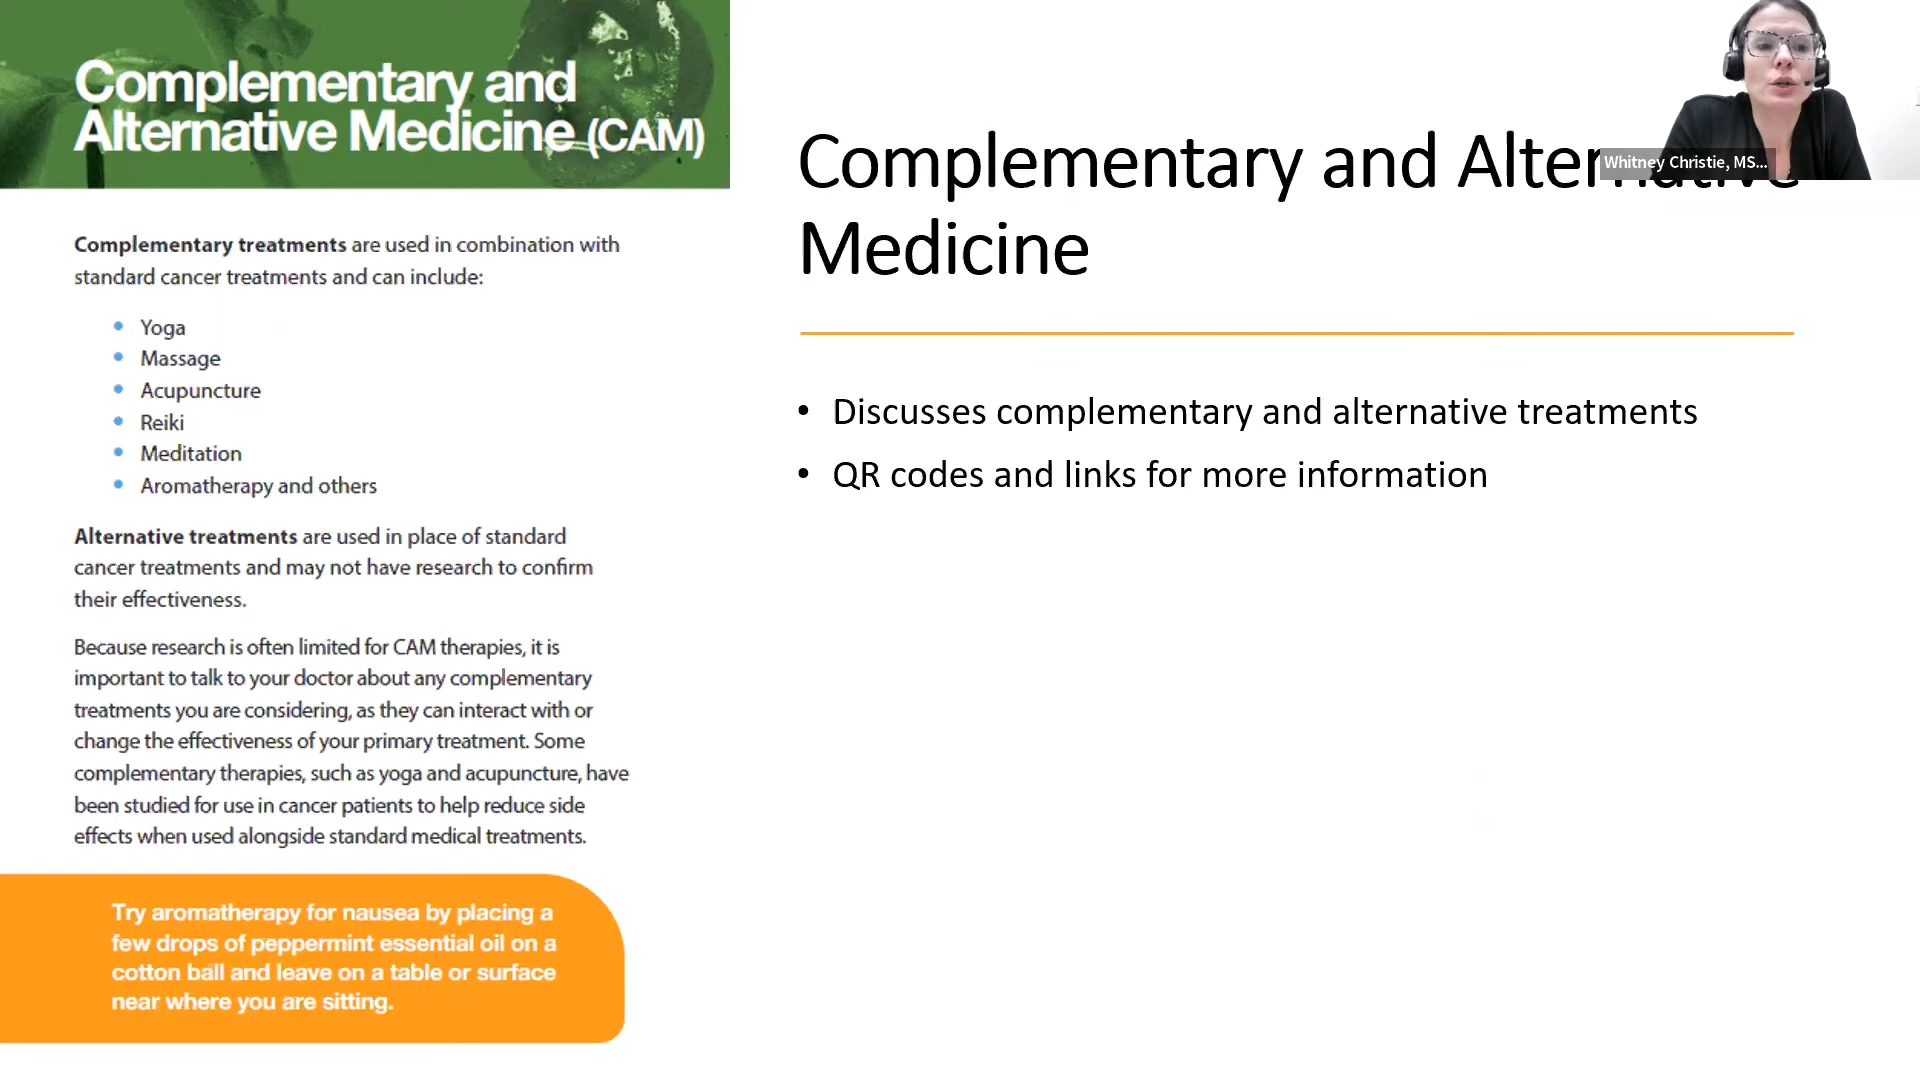 Complementary and
Alternative Medicine (CAM)
Complementary treatments are used in combination with
standard cancer treatments and can include:
• Yoga
• Massage
• Acupuncture
• Reiki
• Meditation
• Aromatherapy and others
Alternative treatments are used in place of standard
cancer treatments and may not have research to confirm
their effectiveness.
Because research is often limited for CAM therapies, it is
important to talk to your doctor about any complementary
treatments you are considering, as they can interact with or
change the effectiveness of your primary treatment. Some
complementary therapies, such as yoga and acupuncture, have
been studied for use in cancer patients to help reduce side
effects when used alongside standard medical treatments.
Try aromatherapy for nausea by placing a
few drops of peppermint essential oil on a
cotton ball and leave on a table or surface
near where you are sitting.
Complementary and Alternative
Medicine
• Discusses complementary and alternative treatments
• QR codes and links for more information
Whitney Christie, MS...